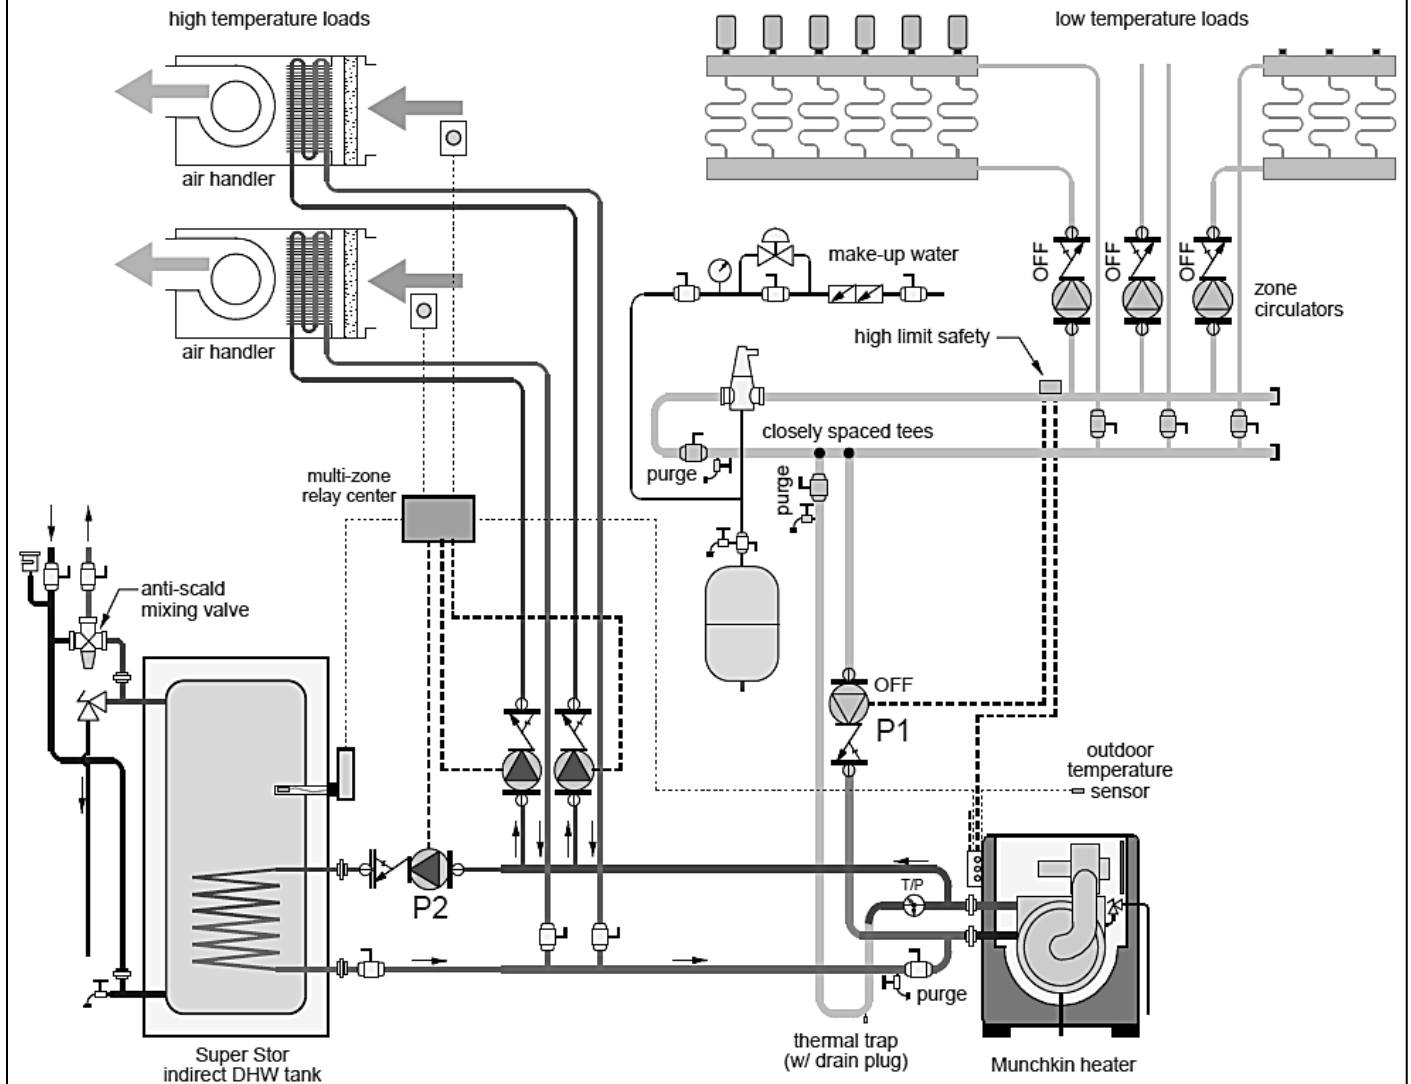 high temperature loads
low temperature loads
air handler
make-up water
OFF
OFF
OFF
zone
circulators
high limit safety
air handler
closely spaced tees
purge
purge
multi-zone
relay center
anti-scald
mixing valve
OFF
P1
outdoor
temperature
sensor
T/P
P2
purge
thermal trap
(w/ drain plug)
Munchkin heater
Super Stor
indirect DHW tank